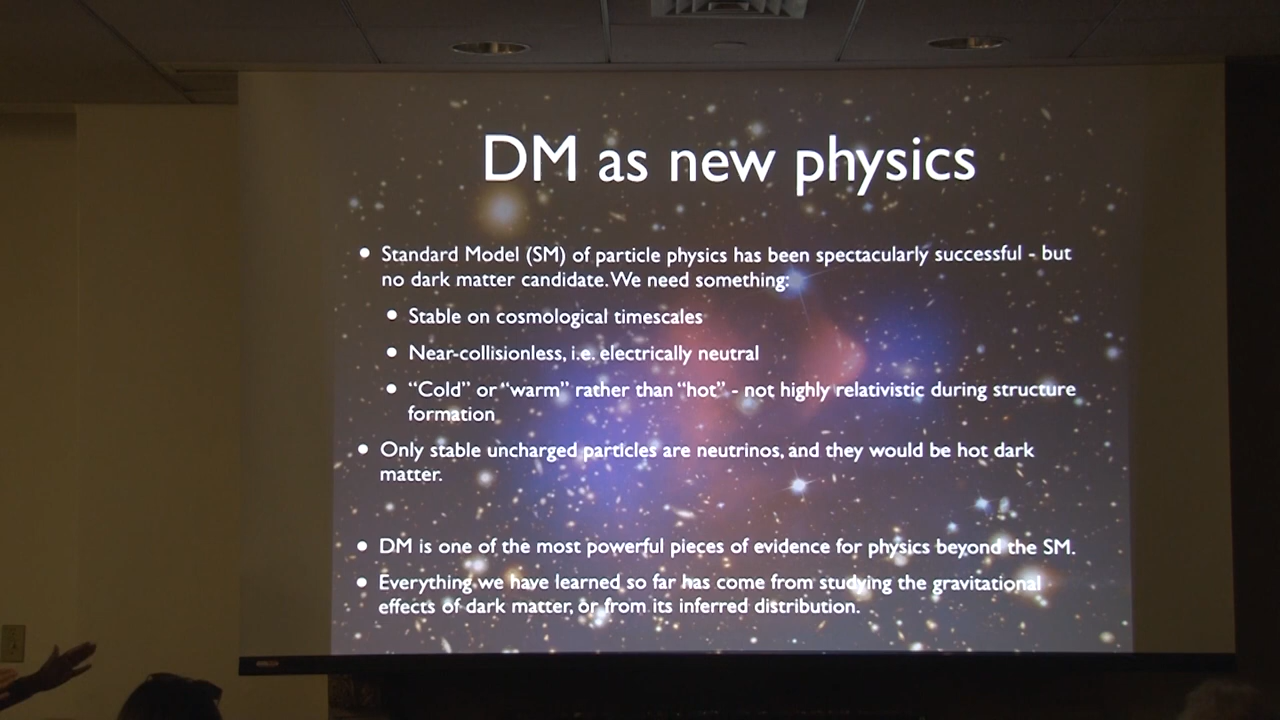 DM as new physics
• Standard Model (SM) of particle physics has been spectacularly successful - but
no dark matter candidate. We need something:
• Stable on cosmological timescales
• Near-collisionless, i.e. electrically neutral
• “Cold” or “warm” rather than “hot” - not highly relativistic during structure
formation
• Only stable uncharged particles are neutrinos, and they would be hot dark
matter.
• DM is one of the most powerful pieces of evidence for physics beyond the SM.
• Everything we have learned so far has come from studying the gravitational
effects of dark matter, or from its inferred distribution.